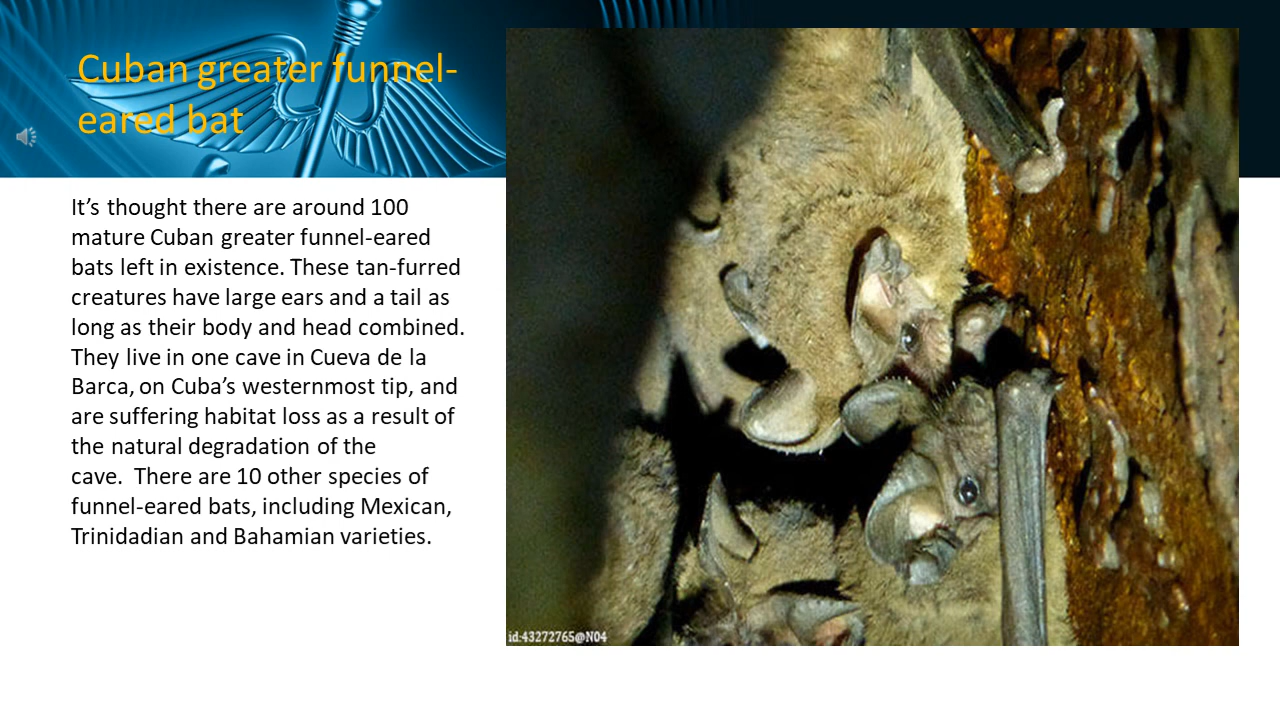 Cuban greater funnel-
eared bat
It’s thought there are around 100
mature Cuban greater funnel-eared
bats left in existence. These tan-furred
creatures have large ears and a tail as
long as their body and head combined.
They live in one cave in Cueva de la
Barca, on Cuba’s westernmost tip, and
are suffering habitat loss as a result of
the natural degradation of the
cave.  There are 10 other species of
funnel-eared bats, including Mexican,
Trinidadian and Bahamian varieties.
id:43272765@N04